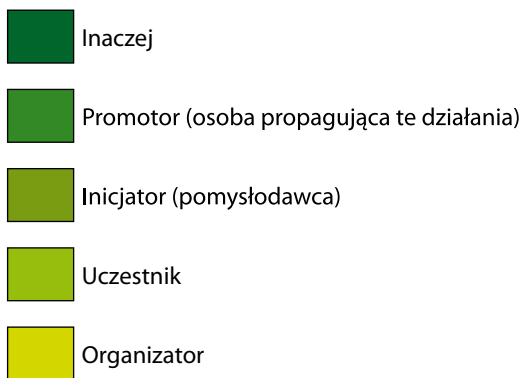 Inaczej
Promotor (osoba propagująca te działania)
Inicjator (pomysłodawca)
Uczestnik
Organizator